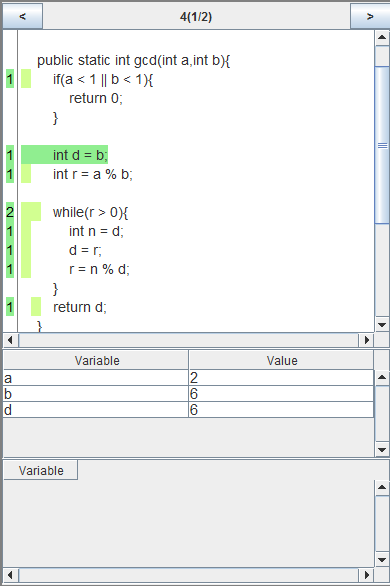 < 4(1/2) >
public static int gcd(int a,int b){
1 if(a < 1 || b < 1){
return 0;
}
1 int d = b;
1 int r = a % b;
2 while(r > 0){
1 int n = d;
1 d = r;
1 r = n % d;
}
1 return d;
}
Variable Value
a 2
b 6
d 6
Variable